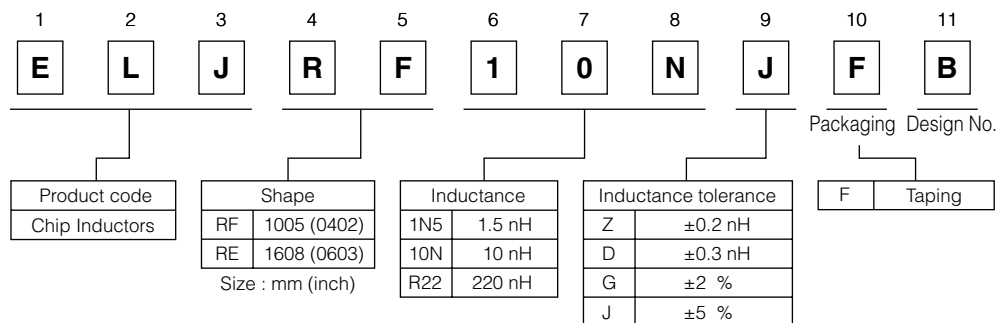 1 2 3 4 5 6 7 8 9 10 11
E L J R F 1 0 N J F B
Packaging Design No.
Product code
Chip Inductors
Shape
RF 1005 (0402)
RE 1608 (0603)
Size : mm (inch)
Inductance
1N5 1.5 nH
10N 10 nH
R22 220 nH
Inductance tolerance
Z ±0.2 nH
D ±0.3 nH
G ±2 %
J ±5 %
F Taping